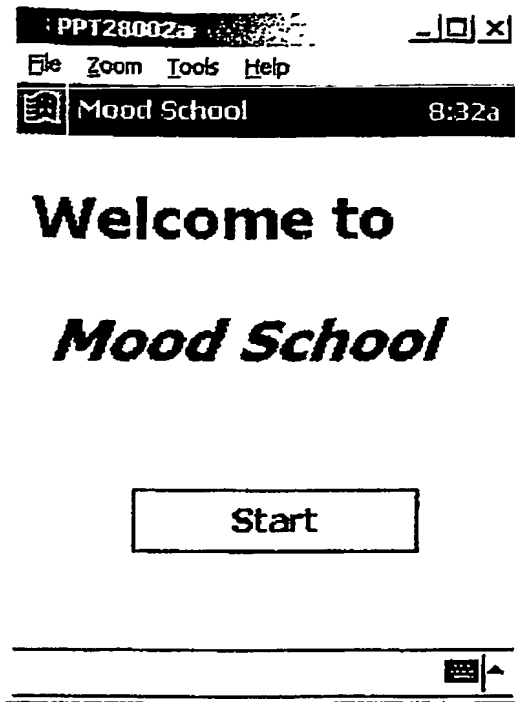 PPT28002a
File Zoom Tools Help
Mood School 8:32a
Welcome to
Mood School
Start